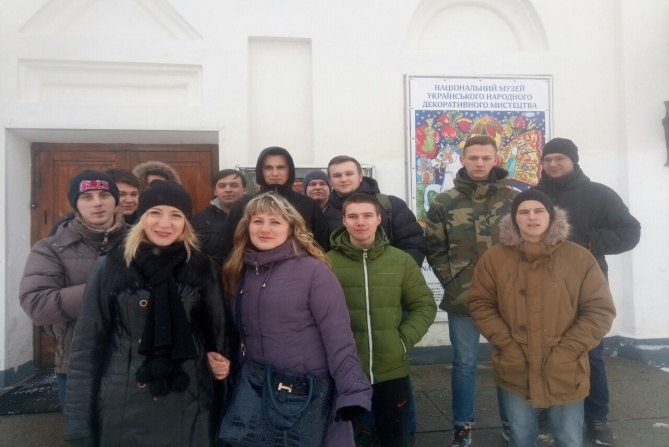 НАЦІОНАЛЬНИЙ МУЗЕЙ
УКРАЇНСЬКОГО НАРОДНОГО
ДЕКОРАТИВНОГО МИСТЕЦТВА